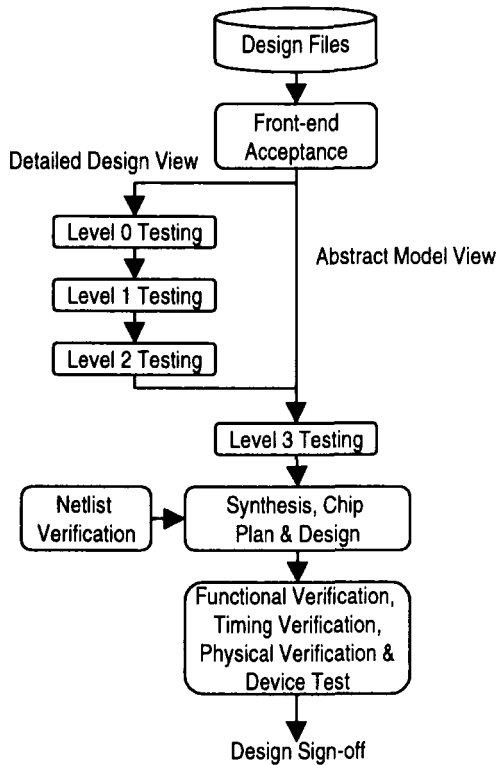 Design Files
Front-end
Acceptance
Detailed Design View
Level 0 Testing
Abstract Model View
Level 1 Testing
Level 2 Testing
Level 3 Testing
Netlist
Verification
Synthesis, Chip
Plan & Design
Functional Verification,
Timing Verification,
Physical Verification &
Device Test
Design Sign-off